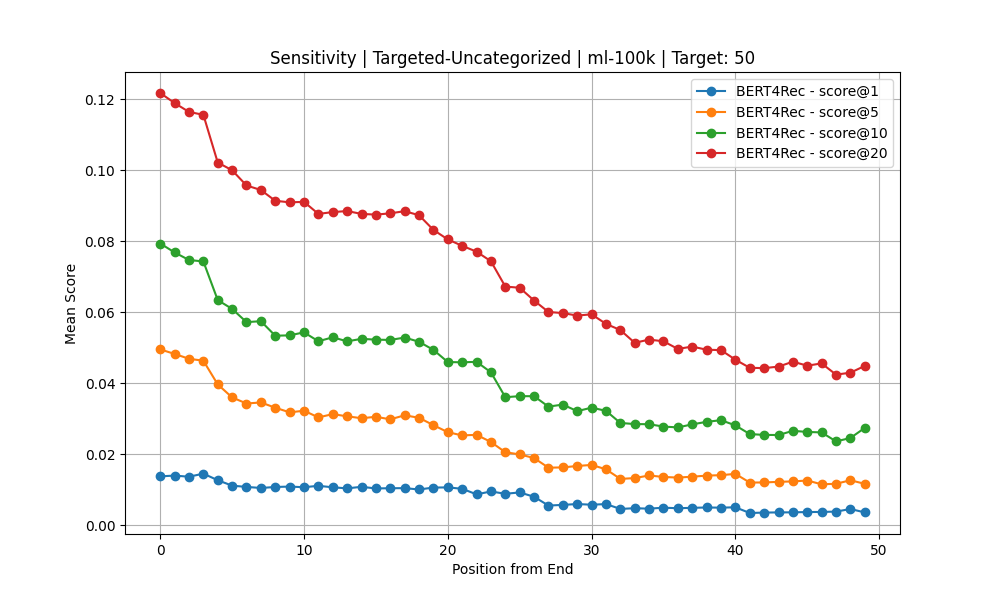 Sensitivity | Targeted-Uncategorized | ml-100k | Target: 50
BERT4Rec - score@1
BERT4Rec - score@5
BERT4Rec - score@10
BERT4Rec - score@20
Mean Score
0.12
0.10
0.08
0.06
0.04
0.02
0.00
0 10 20 30 40 50
Position from End